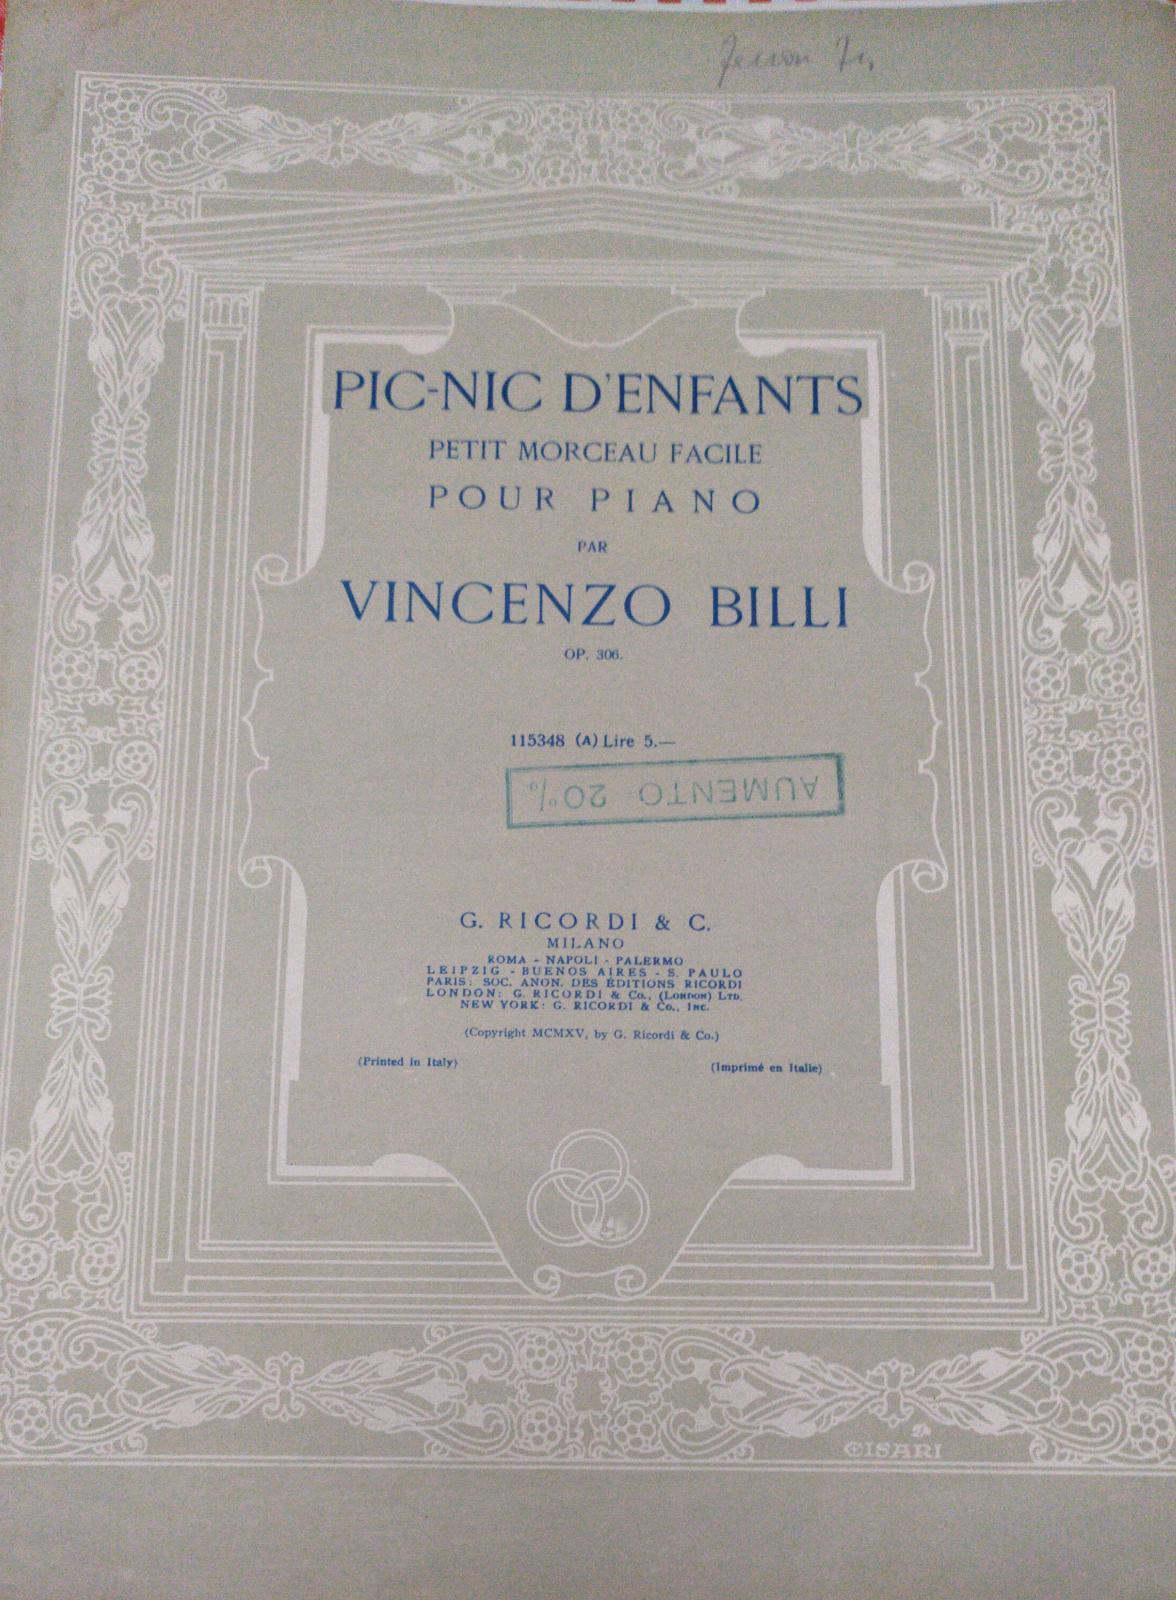 PIC-NIC D'ENFANTS
PETIT MORCEAU FACILE
POUR PIANO
PAR
VINCENZO BILLI
OP. 306.
115348 (A) Lire 5.—
AUMENTO 20%
G. RICORDI & C.
MILANO
ROMA - NAPOLI - PALERMO
LEIPZIG - BUENOS AIRES - S. PAULO
PARIS: SOC. ANON. DES ÉDITIONS RICORDI
LONDON: G. RICORDI & Co., (LONDON) LTD.
NEW YORK: G. RICORDI & Co., INC.
(Copyright MCMXV, by G. Ricordi & Co.)
(Printed in Italy) (Imprimé en Italie)
CISARI